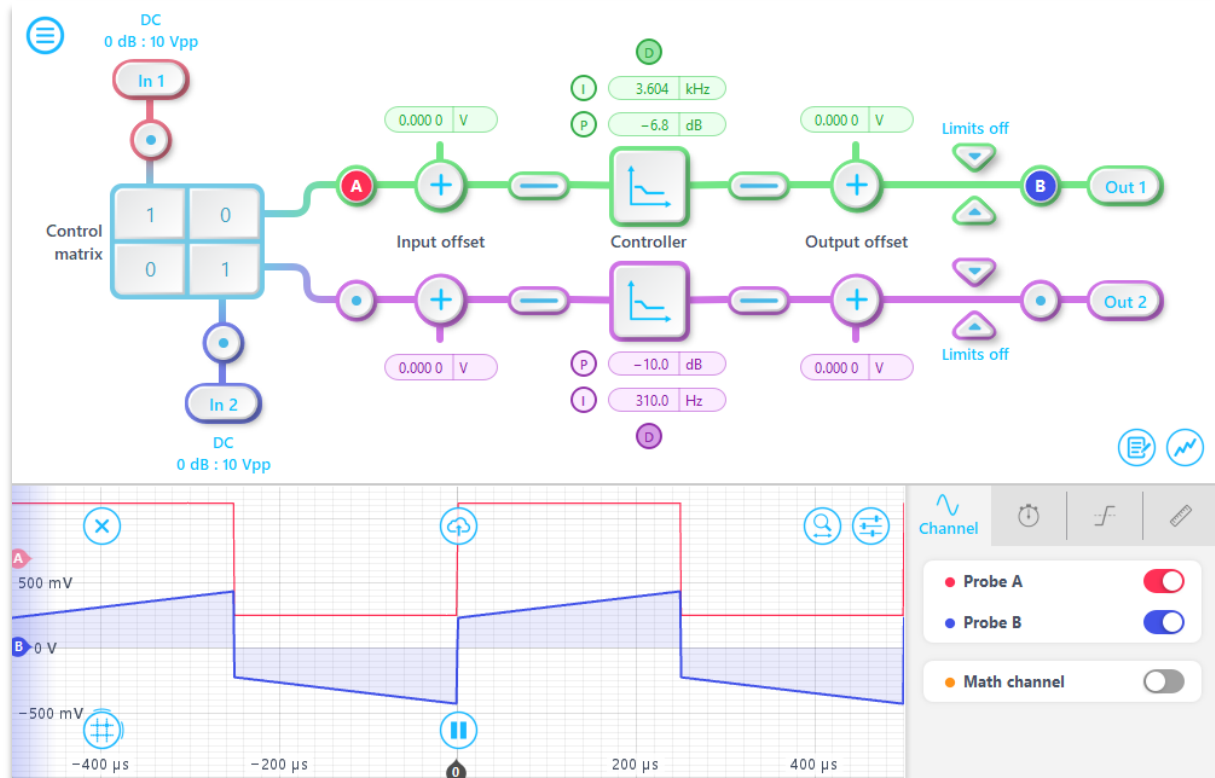 DC
0 dB : 10 Vpp
In 1
D
I 3.604 kHz
P −6.8 dB
0.000 0 V
0.000 0 V
Limits off
A
B
Out 1
Control
matrix
1 0
0 1
Input offset
Controller
Output offset
Out 2
0.000 0 V
P −10.0 dB
I 310.0 Hz
D
0.000 0 V
Limits off
In 2
DC
0 dB : 10 Vpp
A
500 mV
B 0 V
−500 mV
−400 µs
−200 µs
0
200 µs
400 µs
Channel
Probe A
Probe B
Math channel